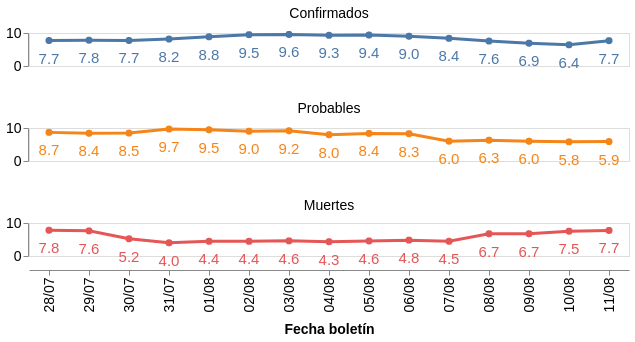 Confirmados
10
0
7.7 7.8 7.7 8.2 8.8 9.5 9.6 9.3 9.4 9.0 8.4 7.6 6.9 6.4 7.7
Probables
10
0
8.7 8.4 8.5 9.7 9.5 9.0 9.2 8.0 8.4 8.3 6.0 6.3 6.0 5.8 5.9
Muertes
10
0
7.8 7.6 5.2 4.0 4.4 4.4 4.6 4.3 4.6 4.8 4.5 6.7 6.7 7.5 7.7
28/07 29/07 30/07 31/07 01/08 02/08 03/08 04/08 05/08 06/08 07/08 08/08 09/08 10/08 11/08
Fecha boletín